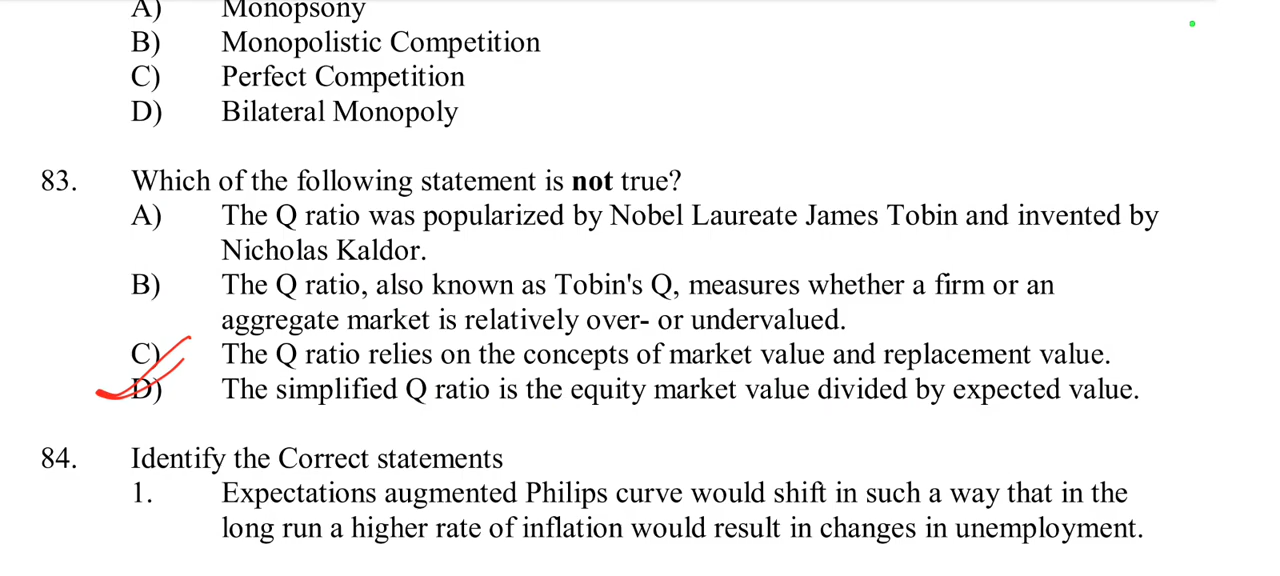 A) Monopsony
B) Monopolistic Competition
C) Perfect Competition
D) Bilateral Monopoly
83. Which of the following statement is not true?
A) The Q ratio was popularized by Nobel Laureate James Tobin and invented by
Nicholas Kaldor.
B) The Q ratio, also known as Tobin's Q, measures whether a firm or an
aggregate market is relatively over- or undervalued.
C) The Q ratio relies on the concepts of market value and replacement value.
D) The simplified Q ratio is the equity market value divided by expected value.
84. Identify the Correct statements
1. Expectations augmented Philips curve would shift in such a way that in the
long run a higher rate of inflation would result in changes in unemployment.